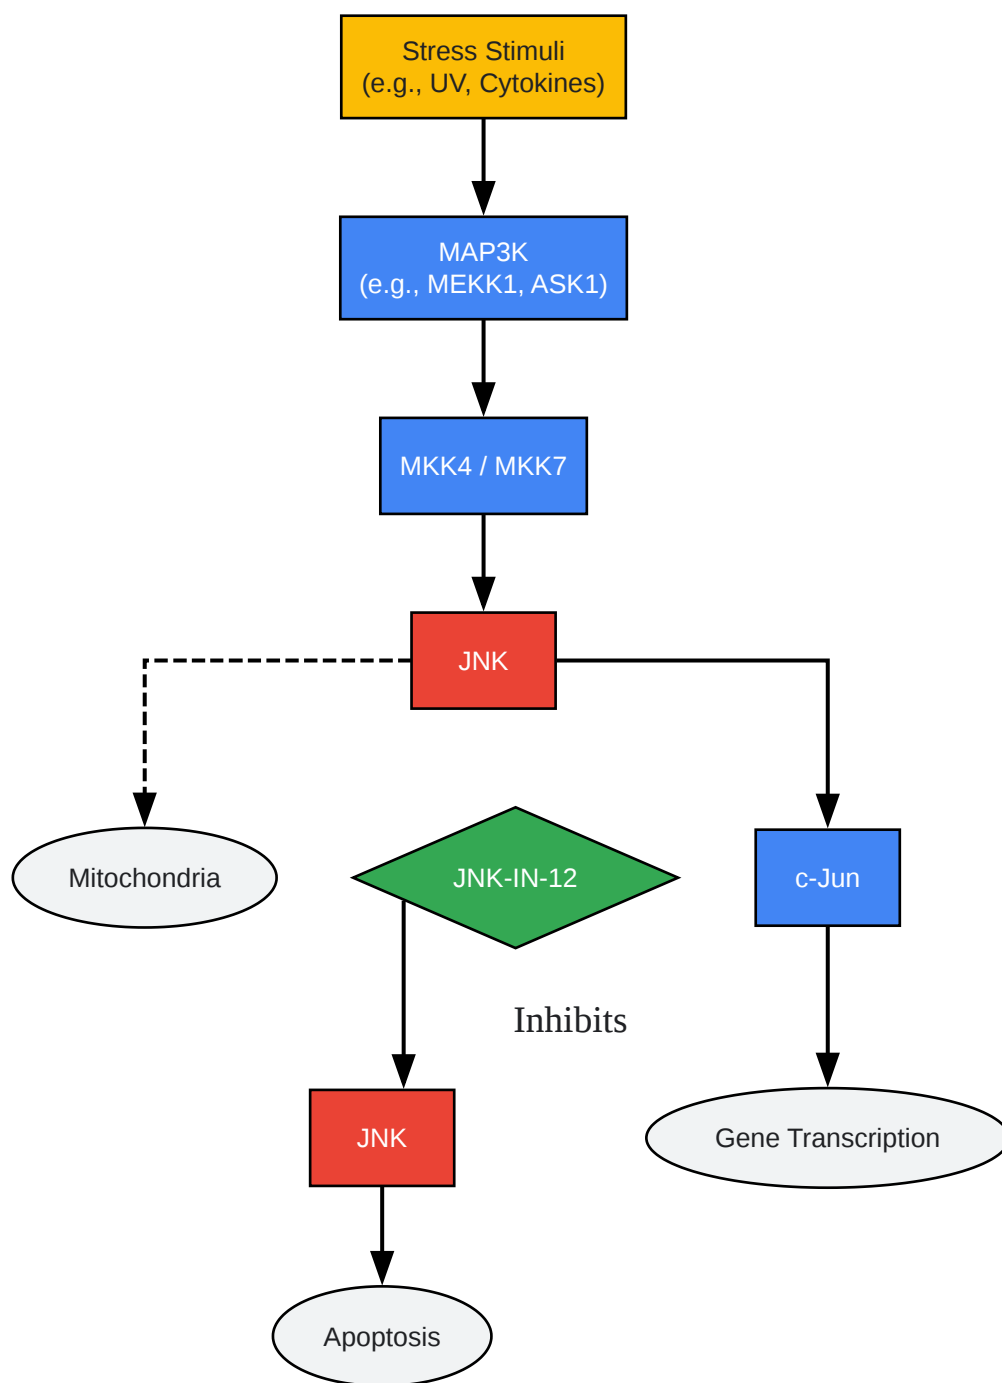 Stress Stimuli
(e.g., UV, Cytokines)
MAP3K
(e.g., MEKK1, ASK1)
MKK4 / MKK7
JNK
Mitochondria
JNK-IN-12
c-Jun
Inhibits
JNK
Gene Transcription
Apoptosis